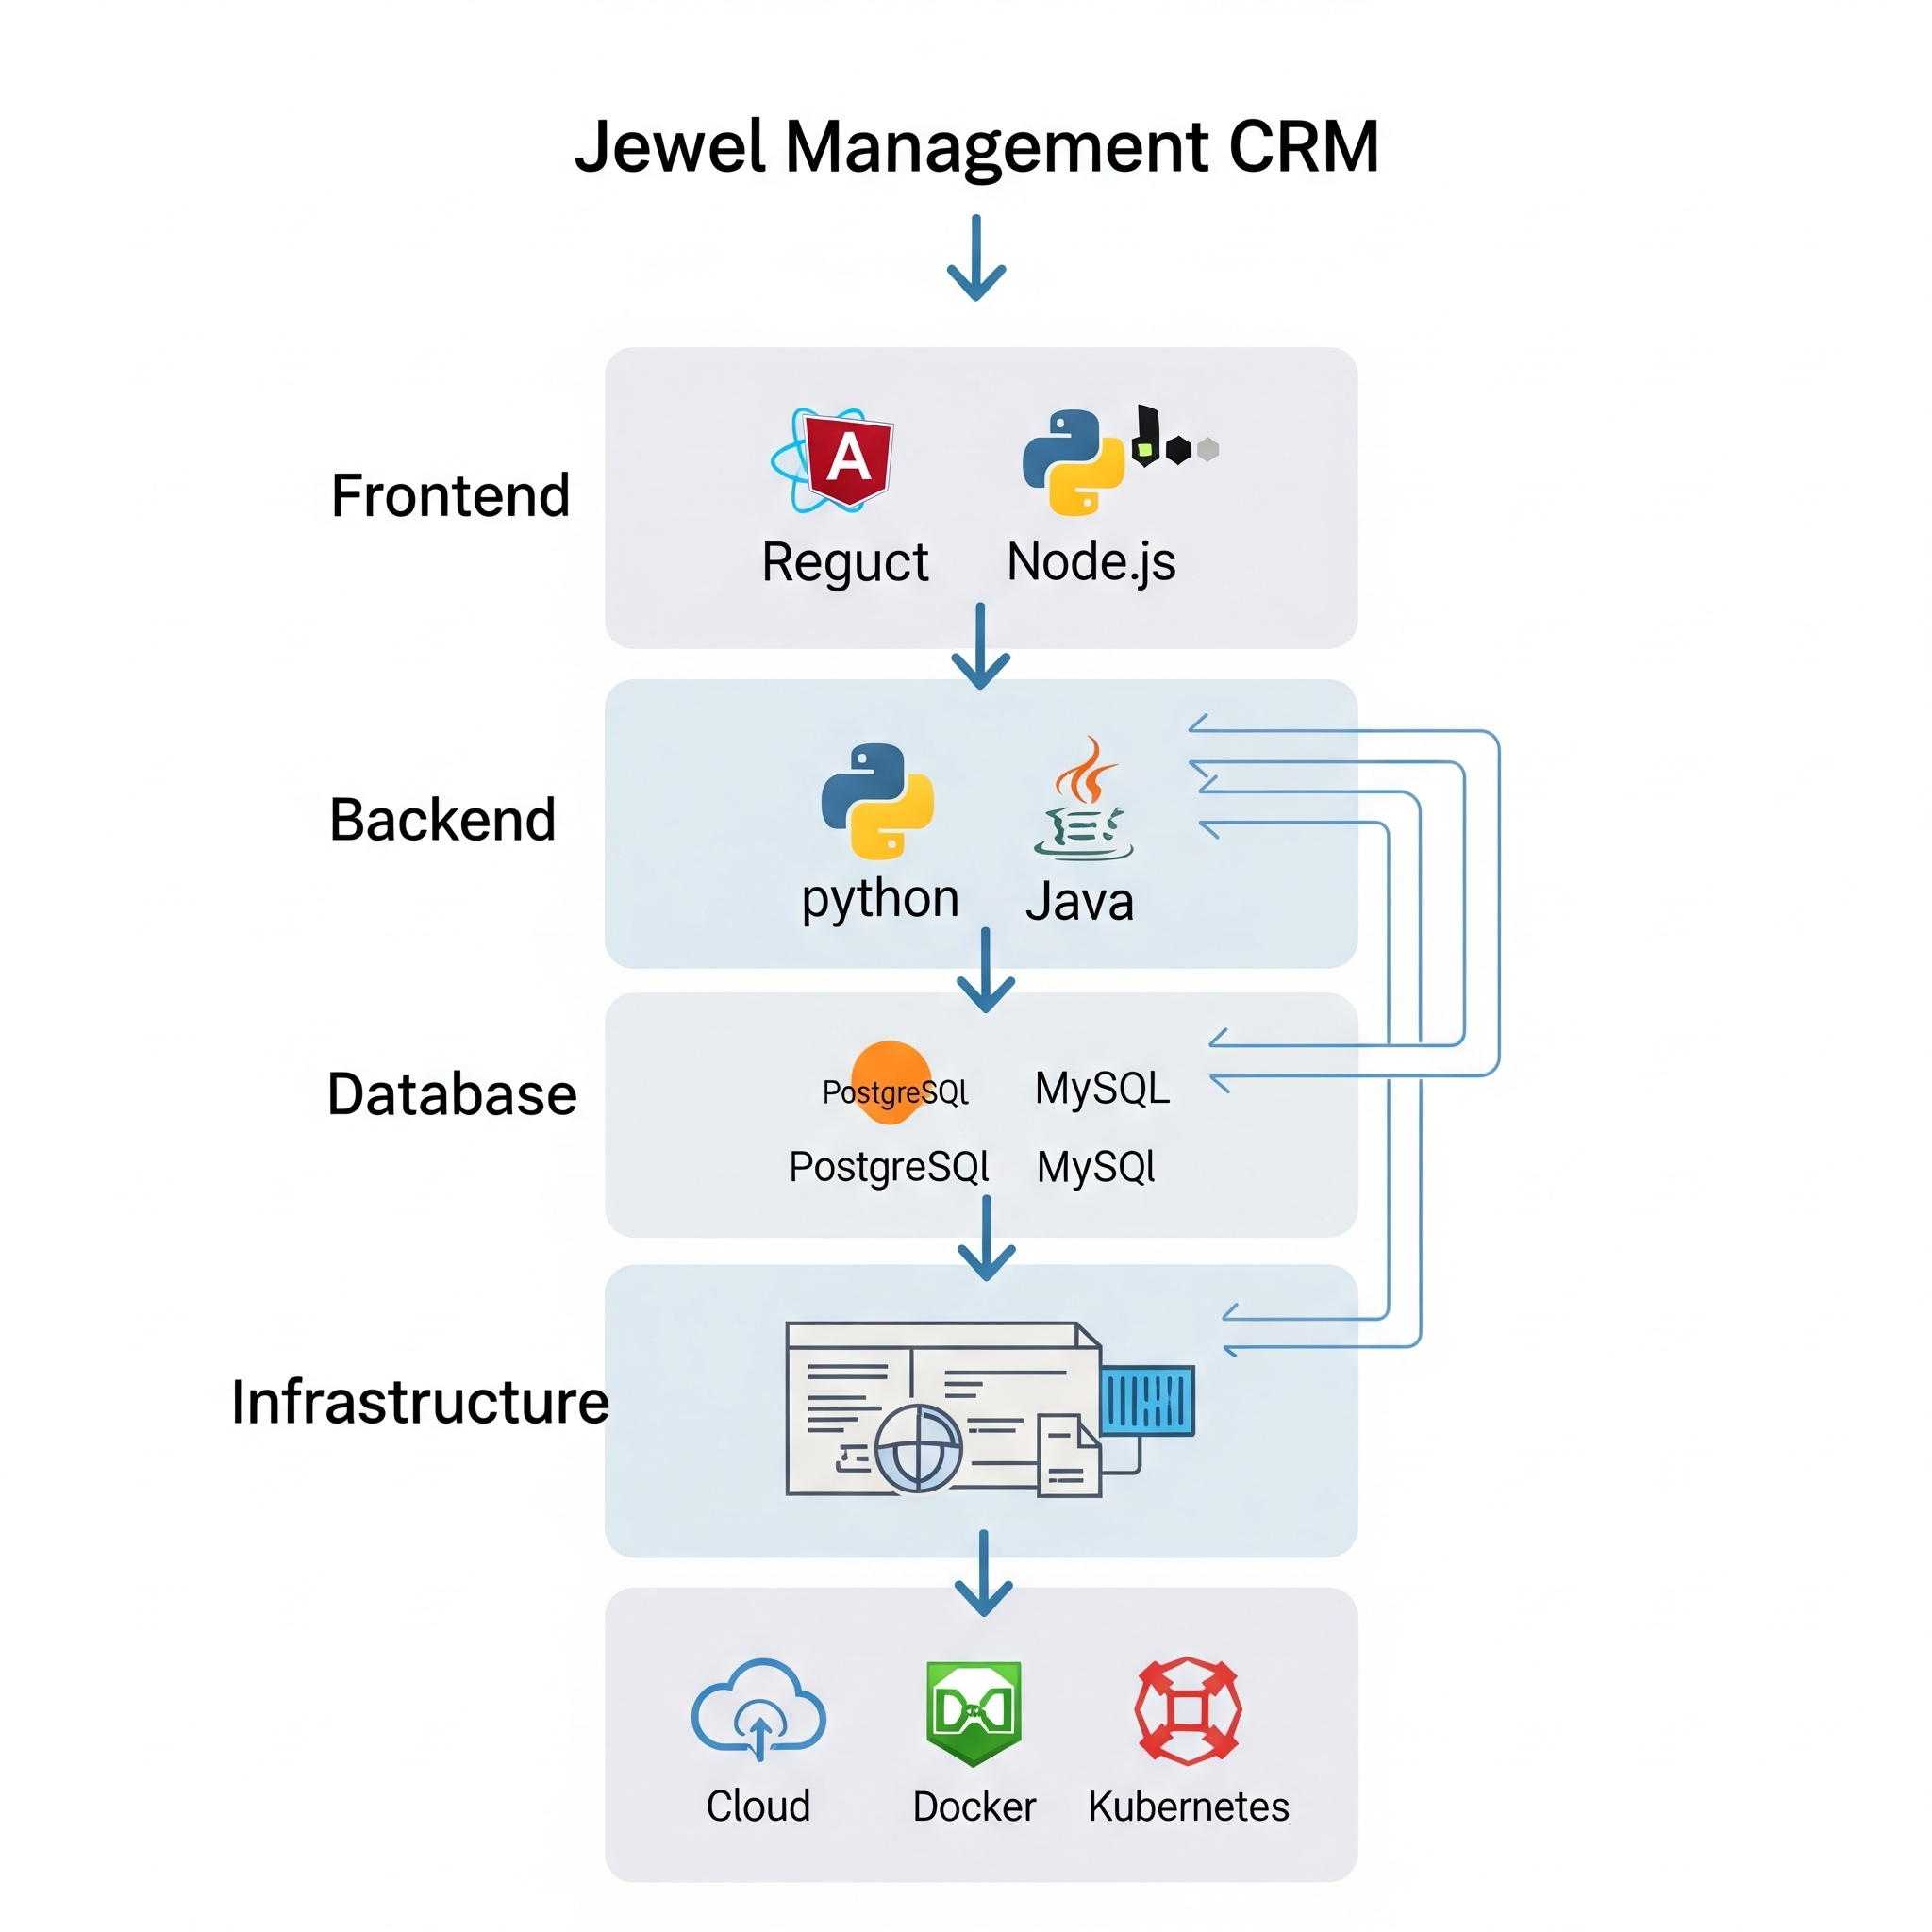 Jewel Management CRM
Frontend
A
Reguct
Node.js
Backend
python
Java
Database
PostgreSQl
MySQL
PostgreSQl
MySQl
Infrastructure
Cloud
Docker
Kubernetes